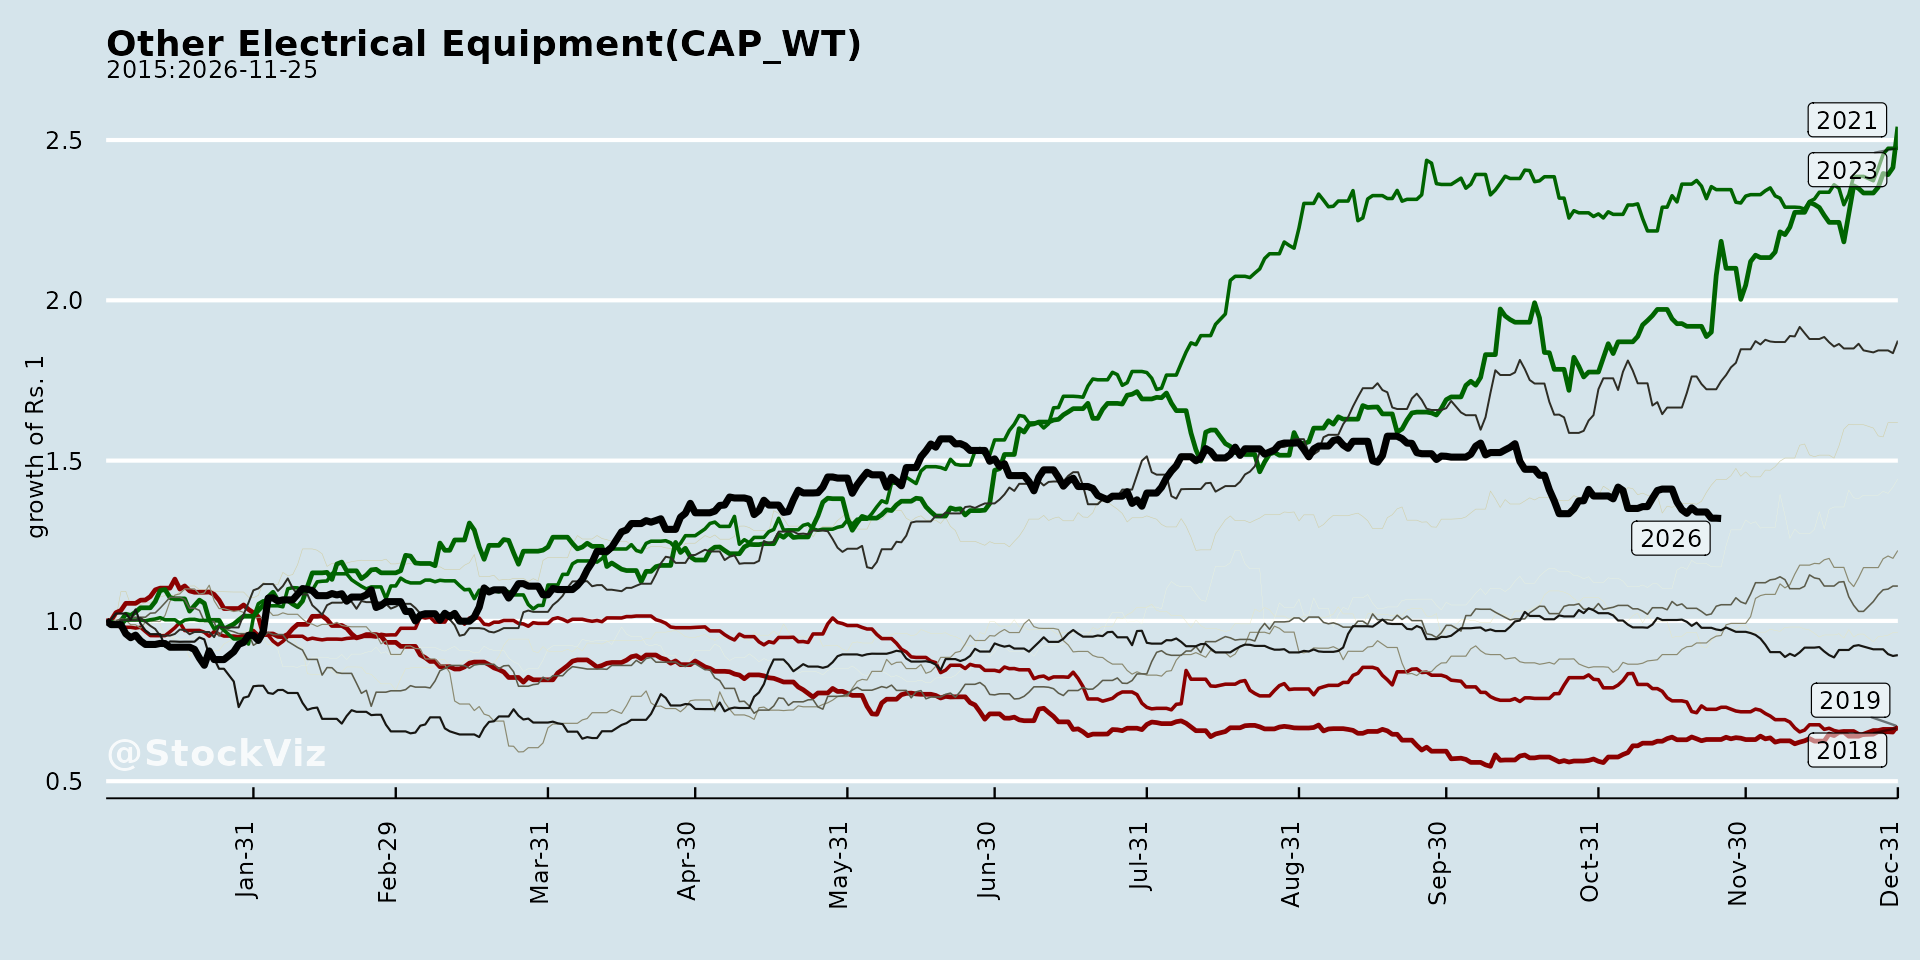 Other Electrical Equipment(CAP_WT)
2015:2026-11-25
growth of Rs. 1
2.5
2.0
1.5
1.0
0.5
2021
2023
2026
2019
2018
@StockViz
Jan-31
Feb-29
Mar-31
Apr-30
May-31
Jun-30
Jul-31
Aug-31
Sep-30
Oct-31
Nov-30
Dec-31